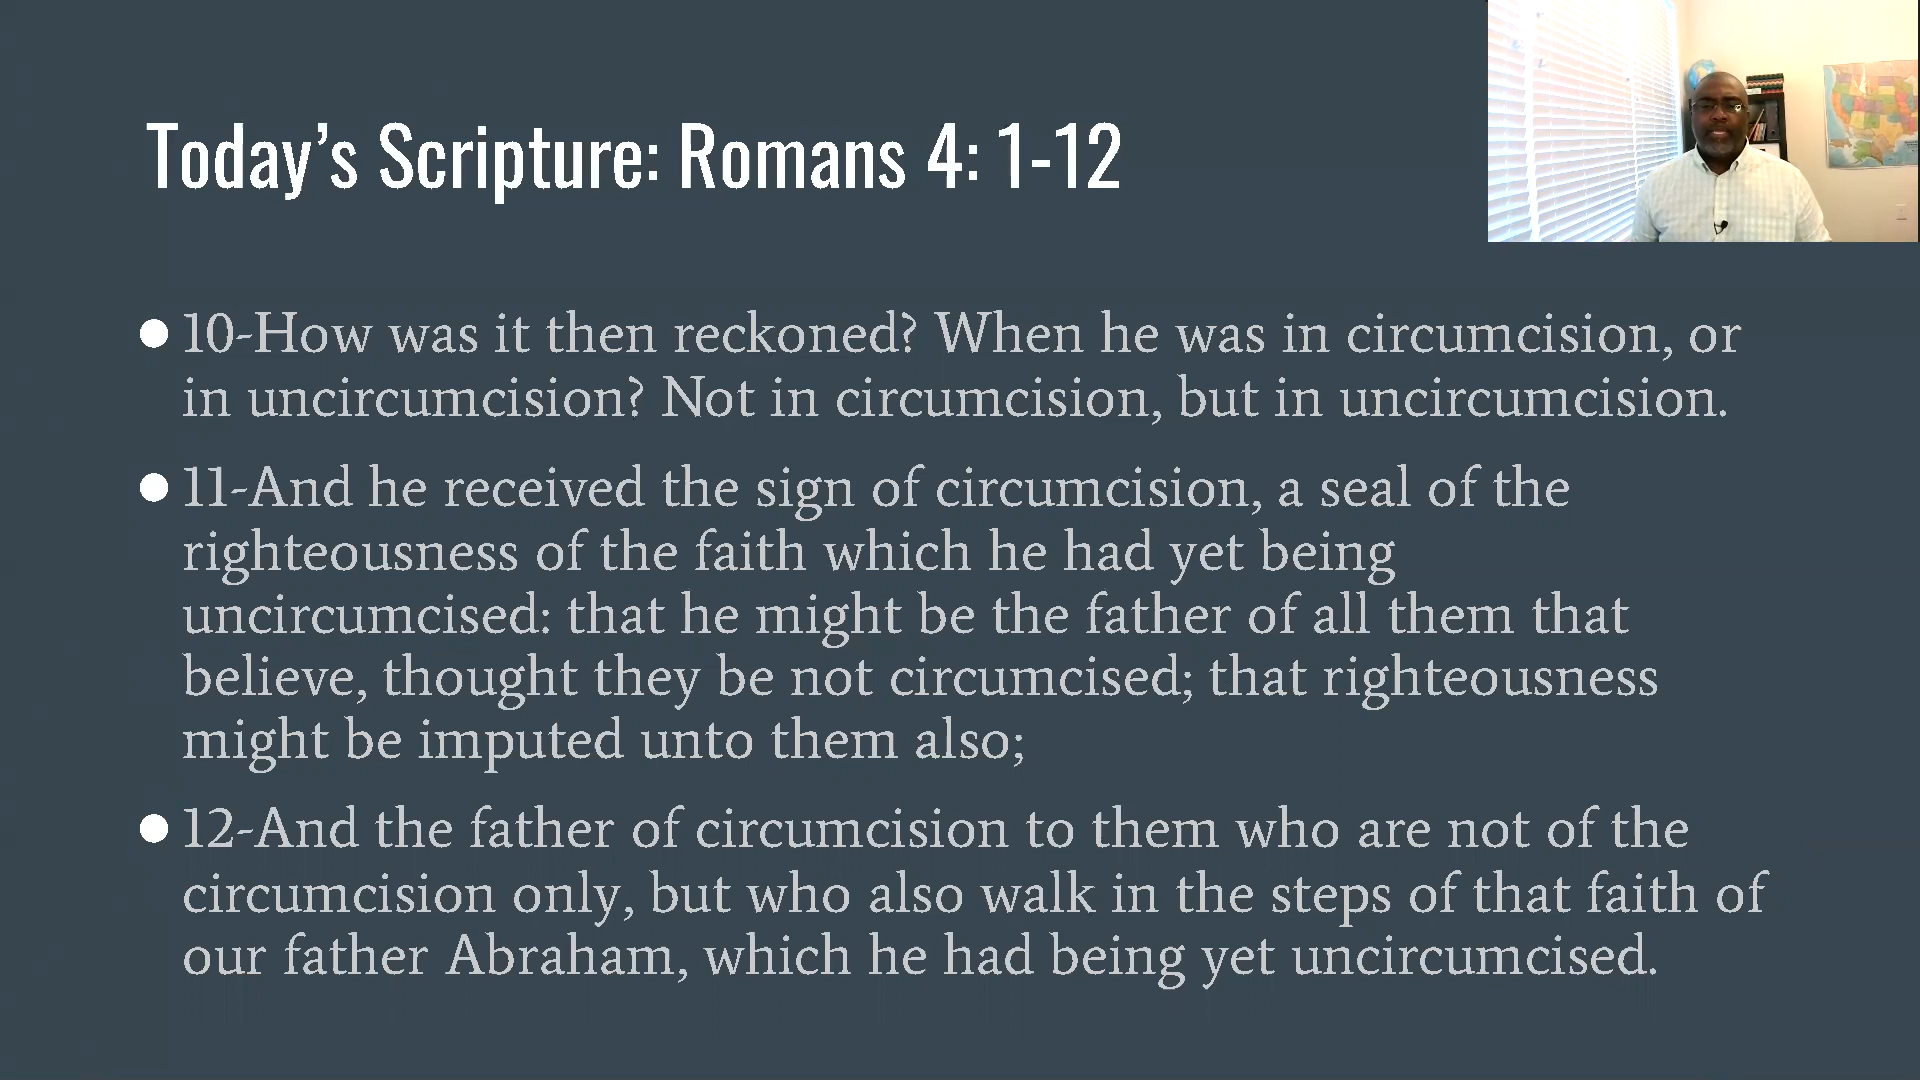 Today’s Scripture: Romans 4: 1-12
● 10-How was it then reckoned? When he was in circumcision, or
in uncircumcision? Not in circumcision, but in uncircumcision.
● 11-And he received the sign of circumcision, a seal of the
righteousness of the faith which he had yet being
uncircumcised: that he might be the father of all them that
believe, thought they be not circumcised; that righteousness
might be imputed unto them also;
● 12-And the father of circumcision to them who are not of the
circumcision only, but who also walk in the steps of that faith of
our father Abraham, which he had being yet uncircumcised.